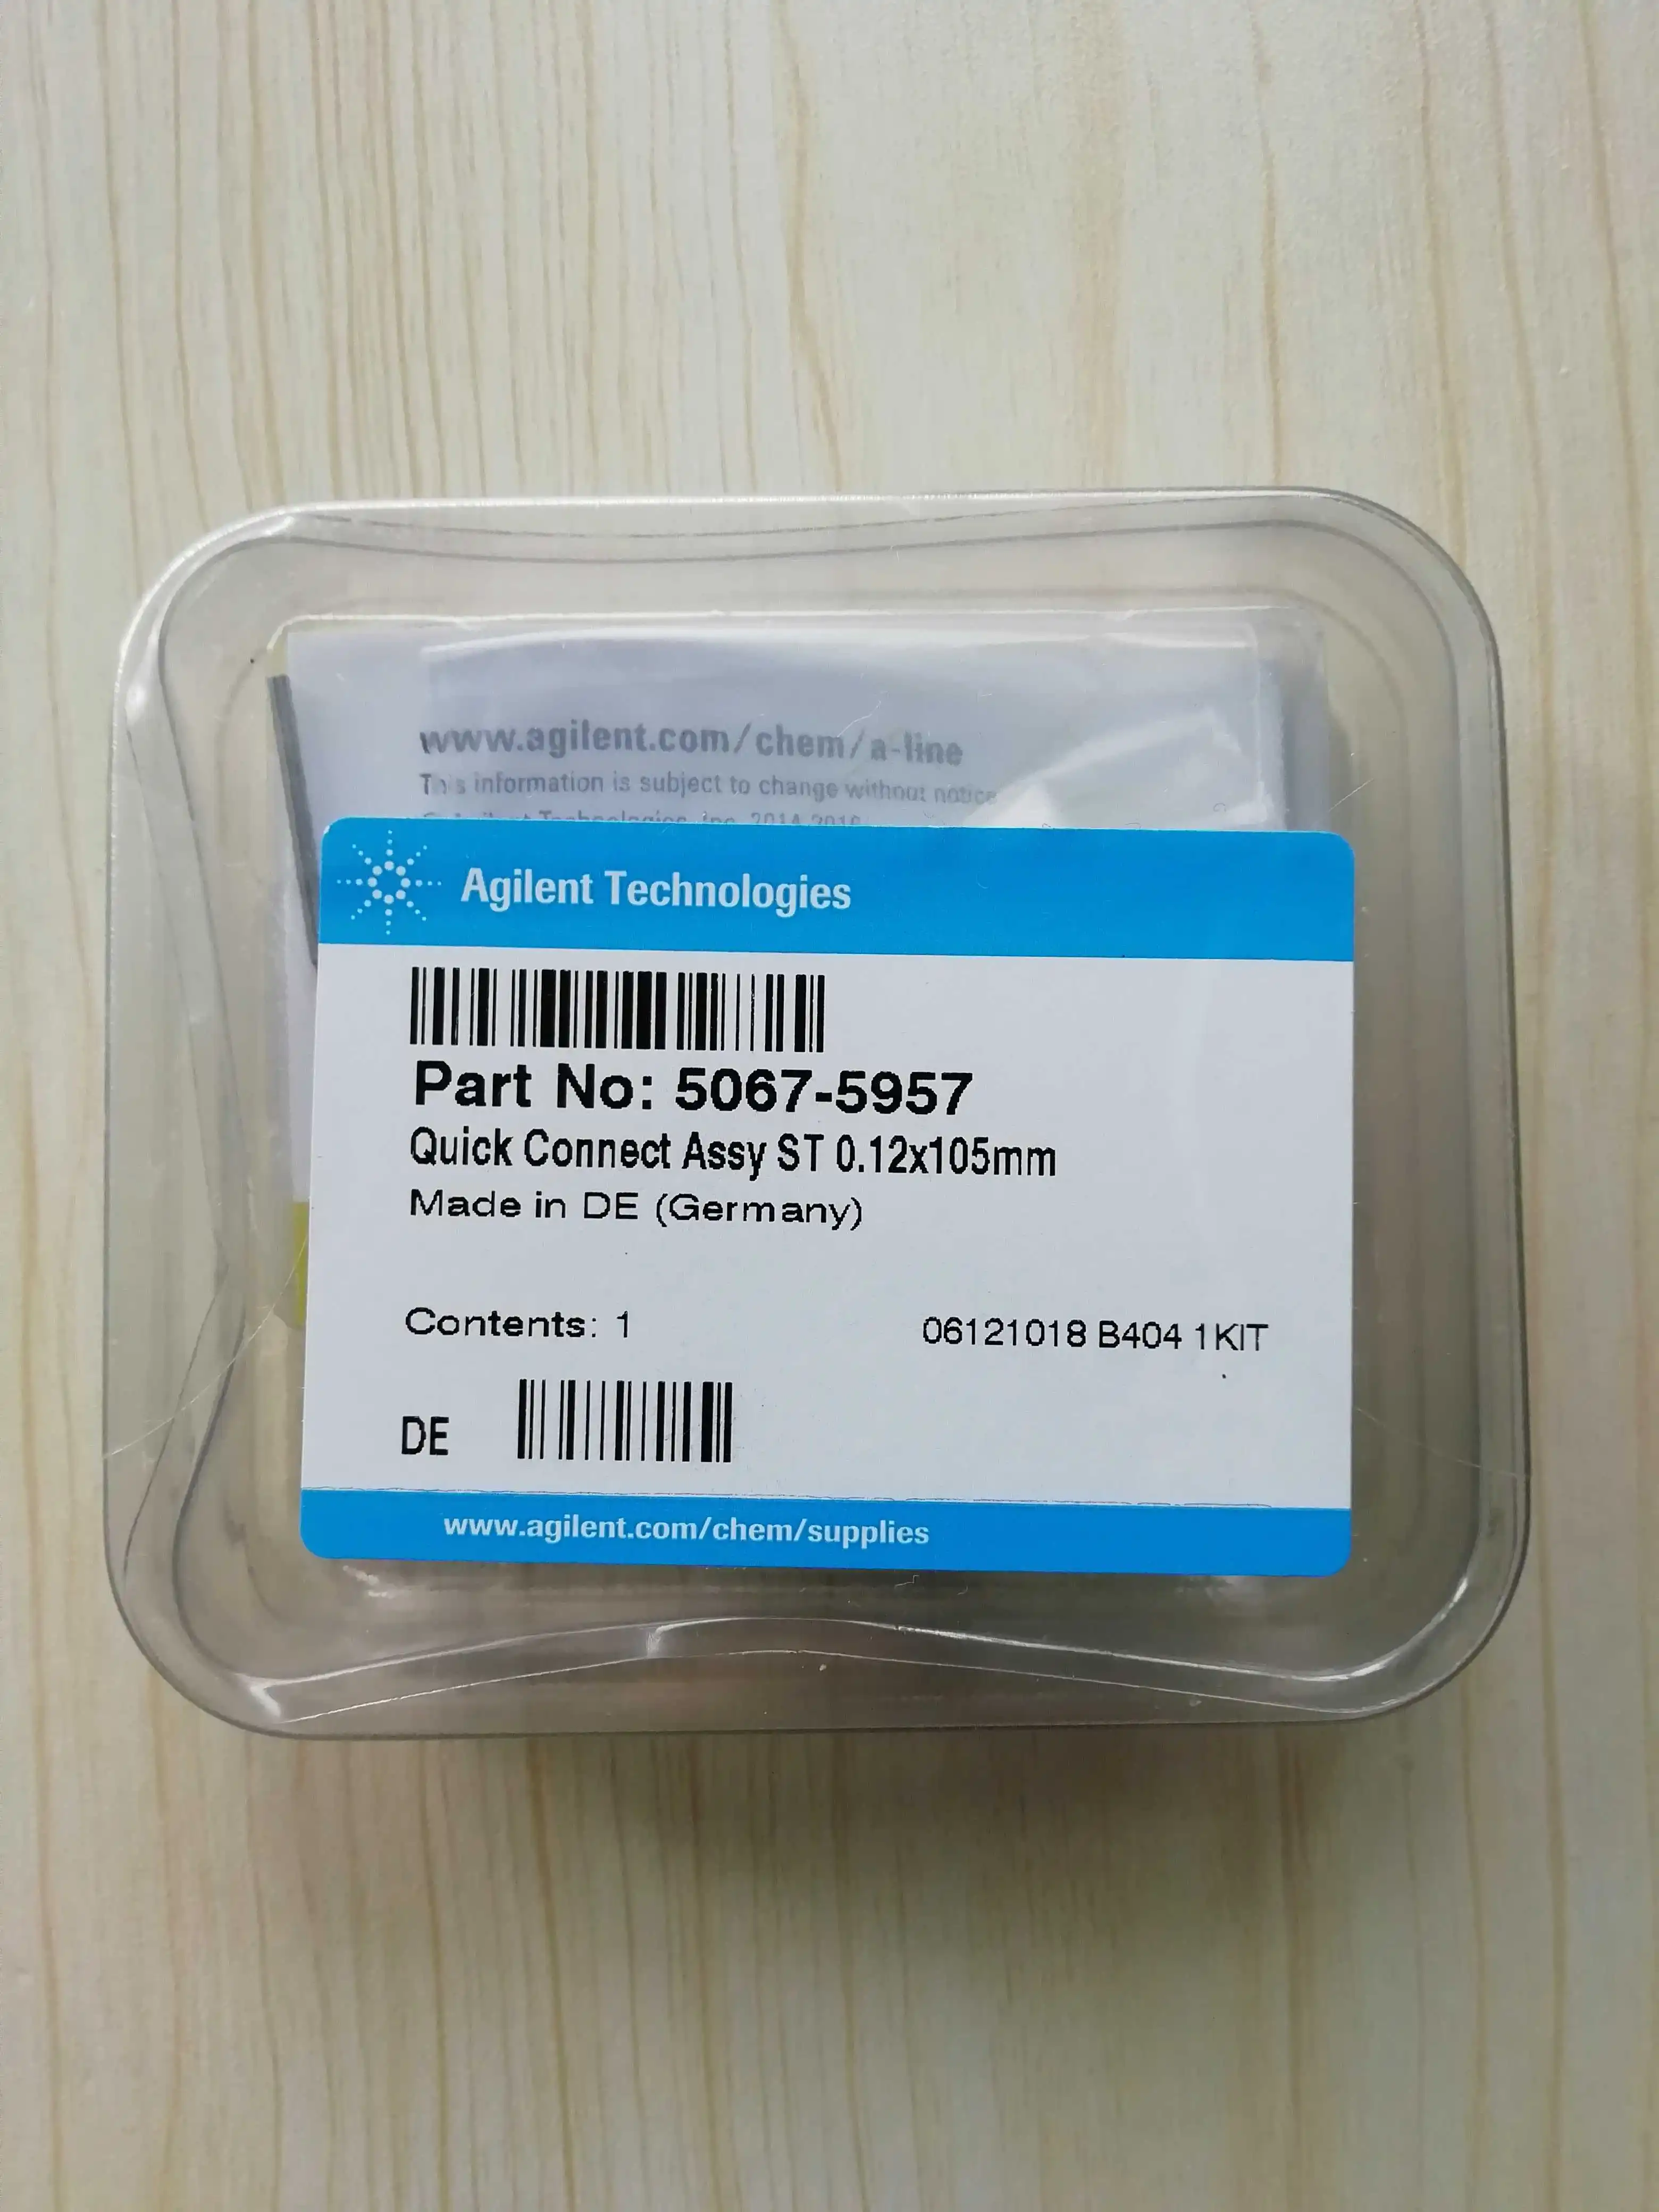 www.agilent.com/chem/a-line
This information is subject to change without notice
Agilent Technologies
Part No: 5067-5957
Quick Connect Assy ST 0.12x105mm
Made in DE (Germany)
Contents: 1
06121018 B404 1KIT
DE
www.agilent.com/chem/supplies